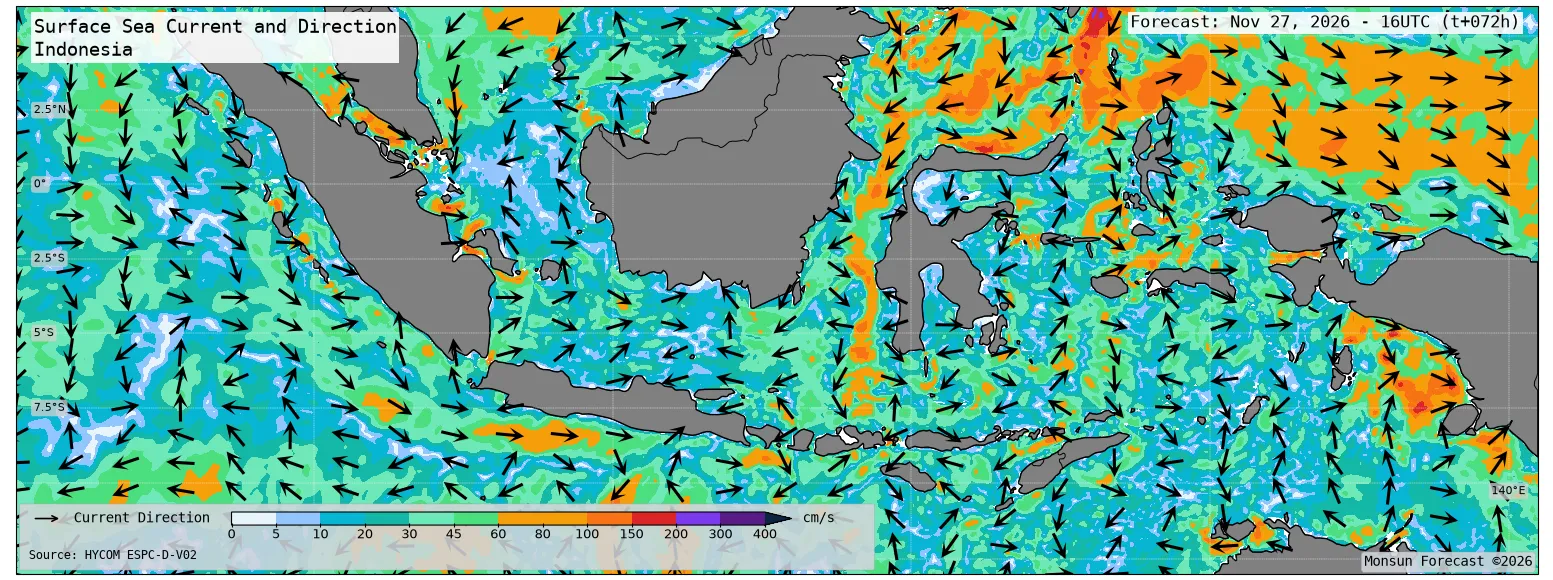 Surface Sea Current and Direction
Indonesia
Forecast: Nov 27, 2026 - 16UTC (t+072h)
2.5°N
0°
2.5°S
5°S
7.5°S
140°E
Current Direction
0 5 10 20 30 45 60 80 100 150 200 300 400 cm/s
Source: HYCOM ESPC-D-V02
Monsun Forecast ©2026